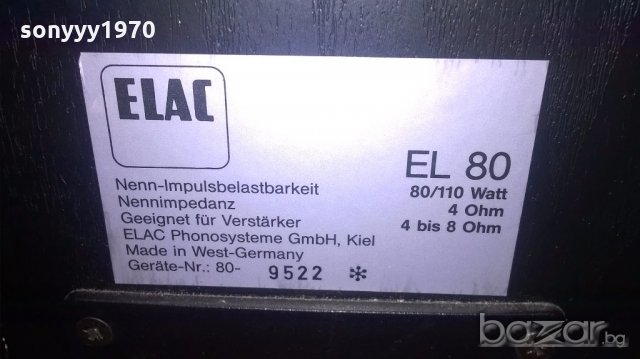 sonyyy1970
ELAC
EL 80
Nenn-Impulsbelastbarkeit 80/110 Watt
Nennimpedanz 4 Ohm
Geeignet für Verstärker 4 bis 8 Ohm
ELAC Phonosysteme GmbH, Kiel
Made in West-Germany
Geräte-Nr.: 80- 9522 ✻
bazar.bg